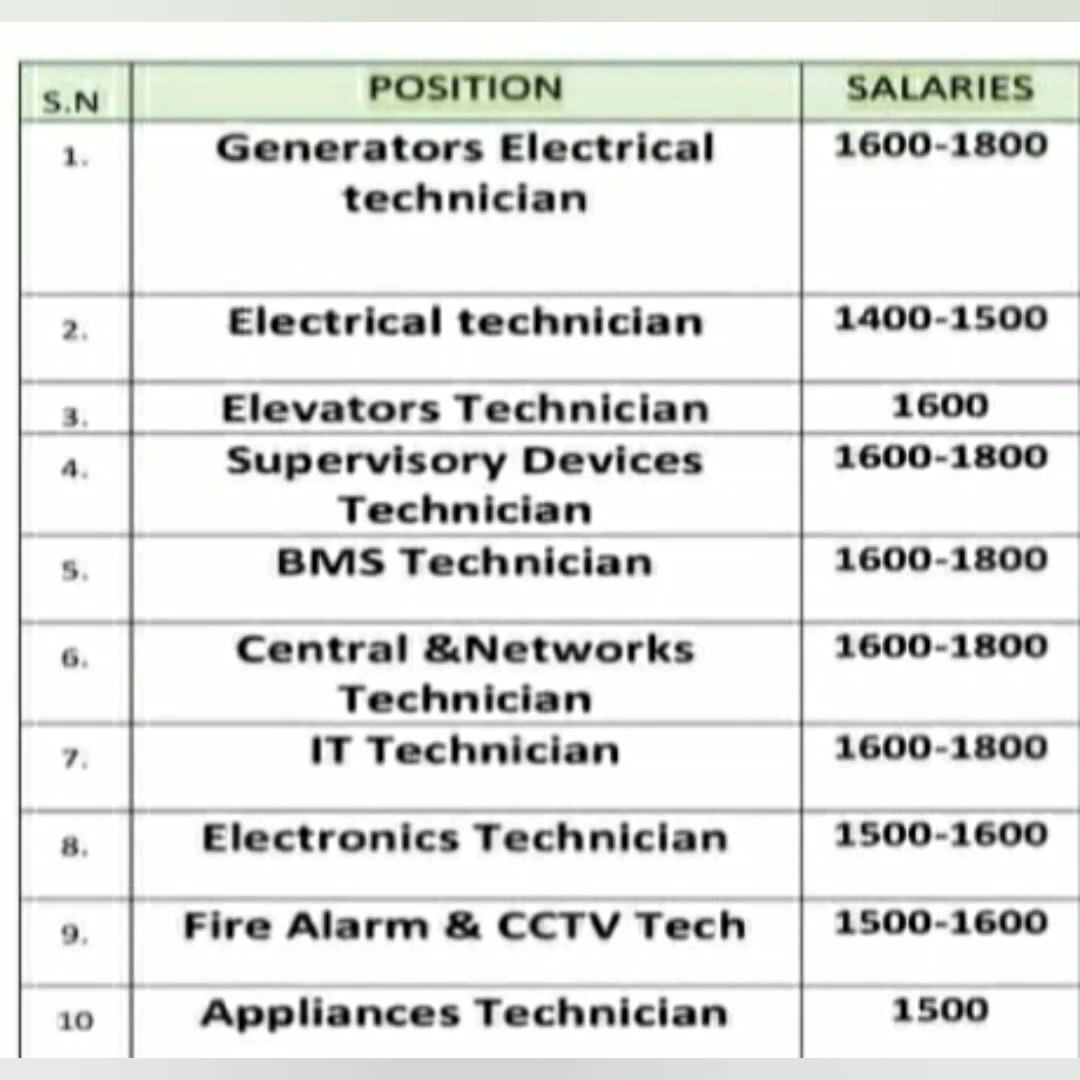 S.N POSITION SALARIES
1. Generators Electrical 1600-1800
technician
2. Electrical technician 1400-1500
3. Elevators Technician 1600
4. Supervisory Devices 1600-1800
Technician
5. BMS Technician 1600-1800
6. Central &Networks 1600-1800
Technician
7. IT Technician 1600-1800
8. Electronics Technician 1500-1600
9. Fire Alarm & CCTV Tech 1500-1600
10 Appliances Technician 1500